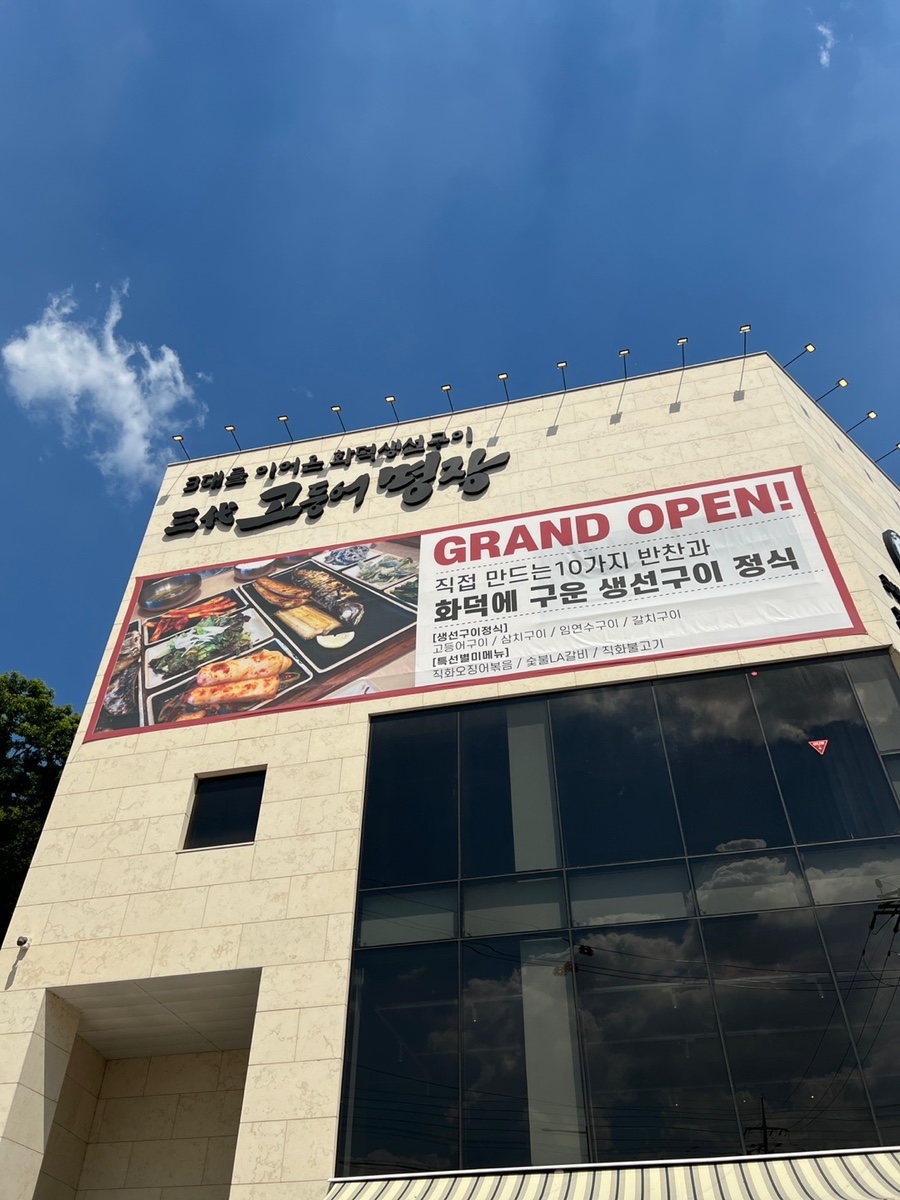 3대를 이어온 화덕생선구이
三代 고등어 명장
GRAND OPEN!
직접 만드는10가지 반찬과
화덕에 구운 생선구이 정식
[생선구이정식]
고등어구이 / 삼치구이 / 임연수구이 / 갈치구이
[특선별미메뉴]
직화오징어볶음 / 숯불LA갈비 / 직화불고기